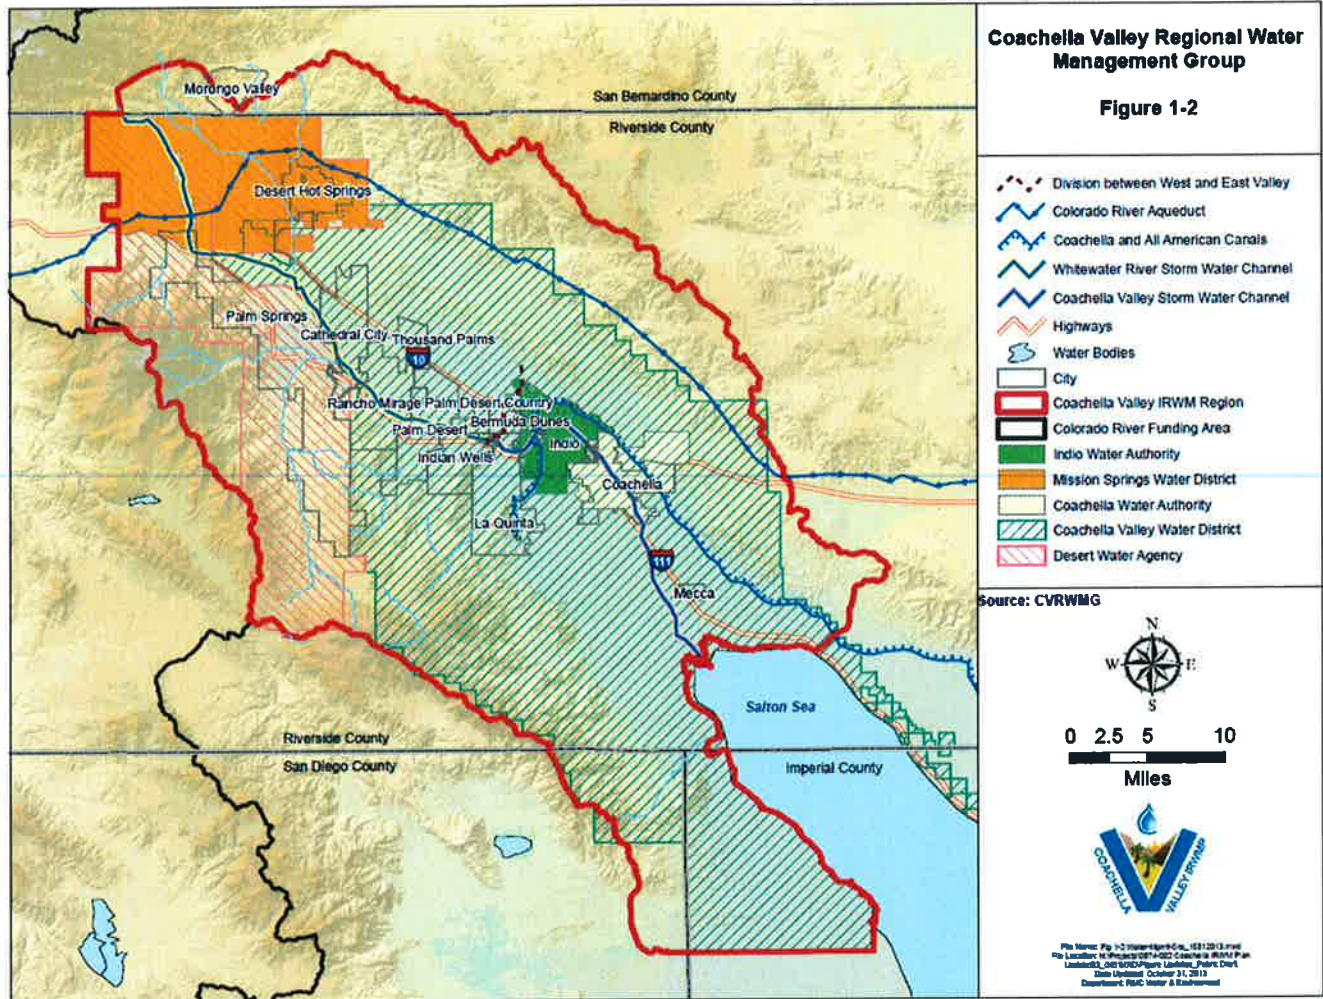 Coachella Valley Regional Water
Management Group
Figure 1-2
Morongo Valley
San Bernardino County
Riverside County
Desert Hot Springs
Palm Springs
Cathedral City
Thousand Palms
10
Rancho Mirage
Palm Desert Country
Palm Desert
Bermuda Dunes
Indian Wells
Indio
Coachella
La Quinta
111
Mecca
Salton Sea
Riverside County
San Diego County
Imperial County
Division between West and East Valley
Colorado River Aqueduct
Coachella and All American Canals
Whitewater River Storm Water Channel
Coachella Valley Storm Water Channel
Highways
Water Bodies
City
Coachella Valley IRWM Region
Colorado River Funding Area
Indio Water Authority
Mission Springs Water District
Coachella Water Authority
Coachella Valley Water District
Desert Water Agency
Source: CVRWMG
N
W E
S
0 2.5 5 10
Miles
COACHELLA
VALLEY IRWMP
Date Updated: October 31, 2013
Department: RMC Water & Environment